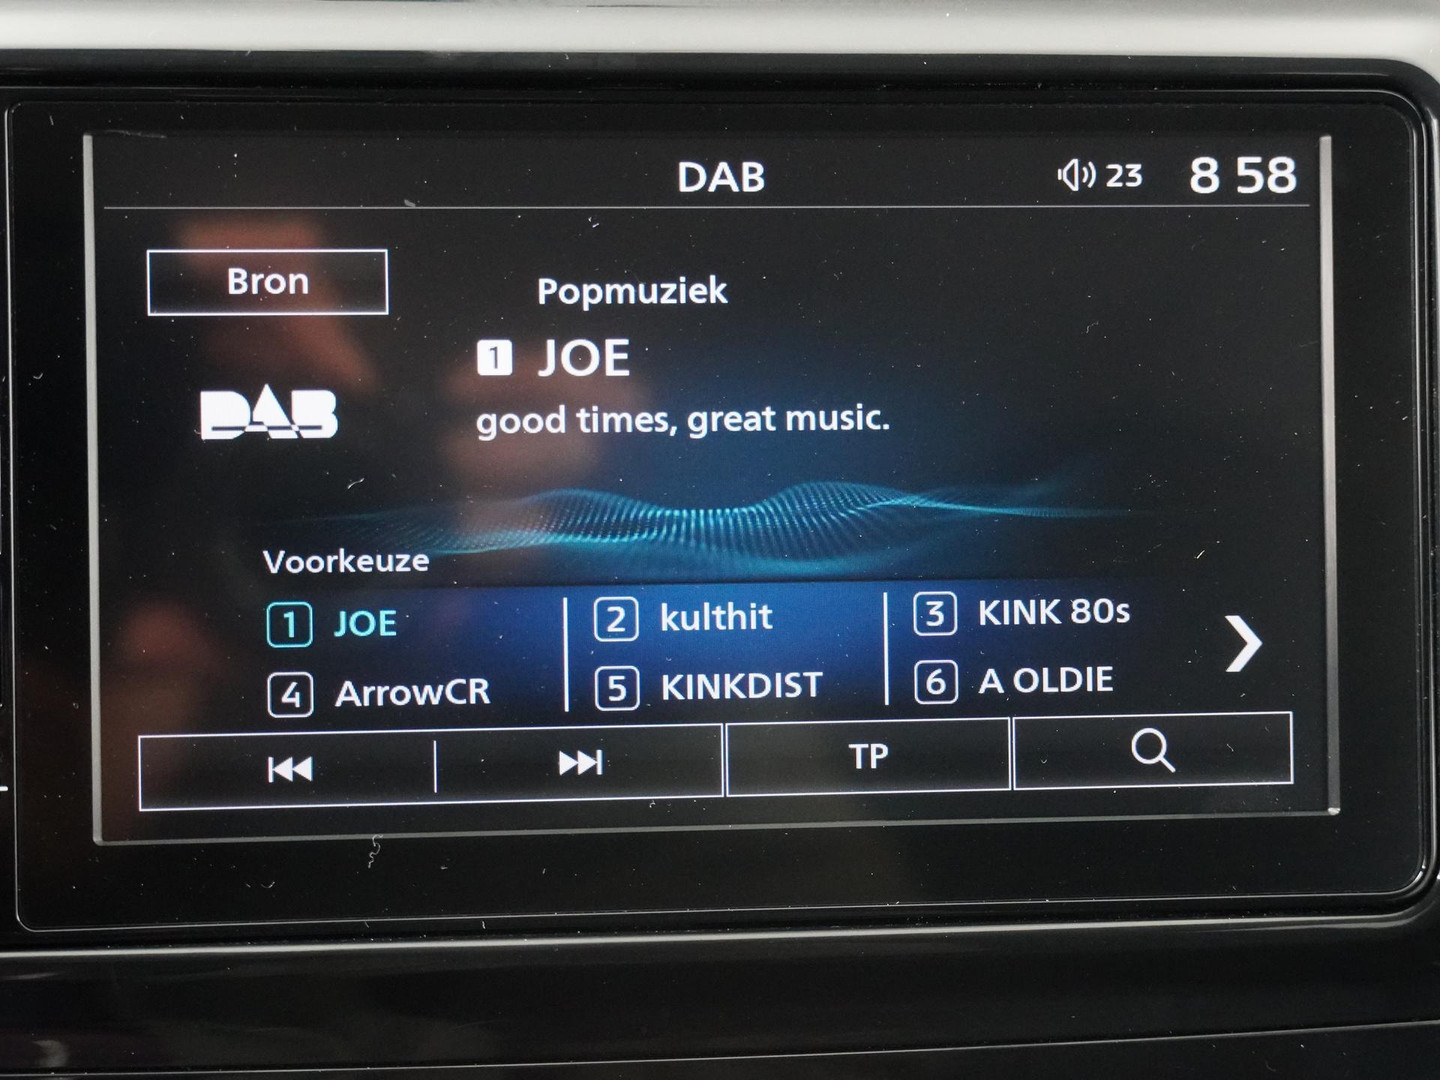 DAB
23
8 58
Bron
Popmuziek
1 JOE
DAB
good times, great music.
Voorkeuze
1 JOE 2 kulthit 3 KINK 80s
4 ArrowCR 5 KINKDIST 6 A OLDIE
TP